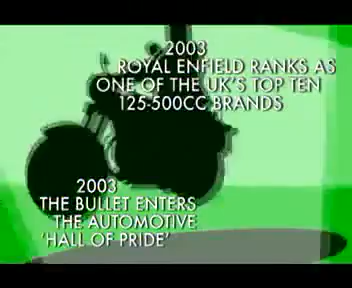 2003
ROYAL ENFIELD RANKS AS
ONE OF THE UK'S TOP TEN
125-500CC BRANDS
2003
THE BULLET ENTERS
THE AUTOMOTIVE
'HALL OF PRIDE'